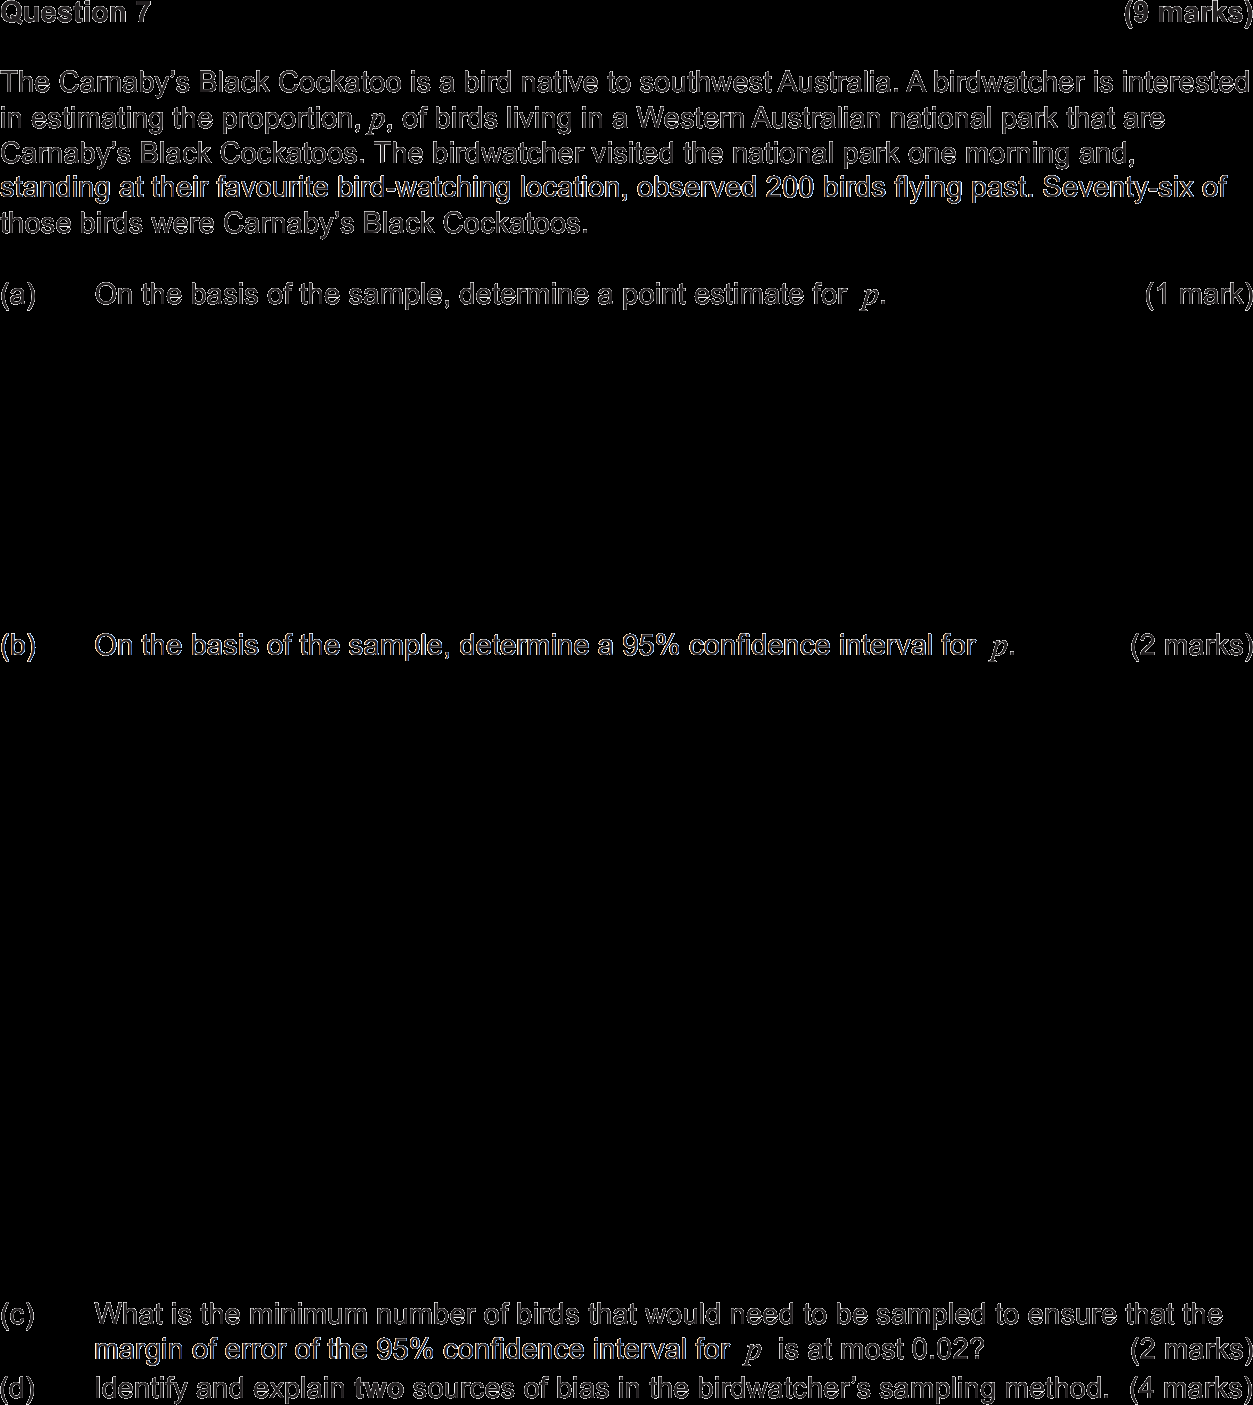 Question 7 (9 marks)
The Carnaby's Black Cockatoo is a bird native to southwest Australia. A birdwatcher is interested
in estimating the proportion, p, of birds living in a Western Australian national park that are
Carnaby's Black Cockatoos. The birdwatcher visited the national park one morning and,
standing at their favourite bird-watching location, observed 200 birds flying past. Seventy-six of
those birds were Carnaby's Black Cockatoos.
(a) On the basis of the sample, determine a point estimate for p. (1 mark)
(b) On the basis of the sample, determine a 95% confidence interval for p. (2 marks)
(c) What is the minimum number of birds that would need to be sampled to ensure that the
margin of error of the 95% confidence interval for p is at most 0.02? (2 marks)
(d) Identify and explain two sources of bias in the birdwatcher's sampling method. (4 marks)